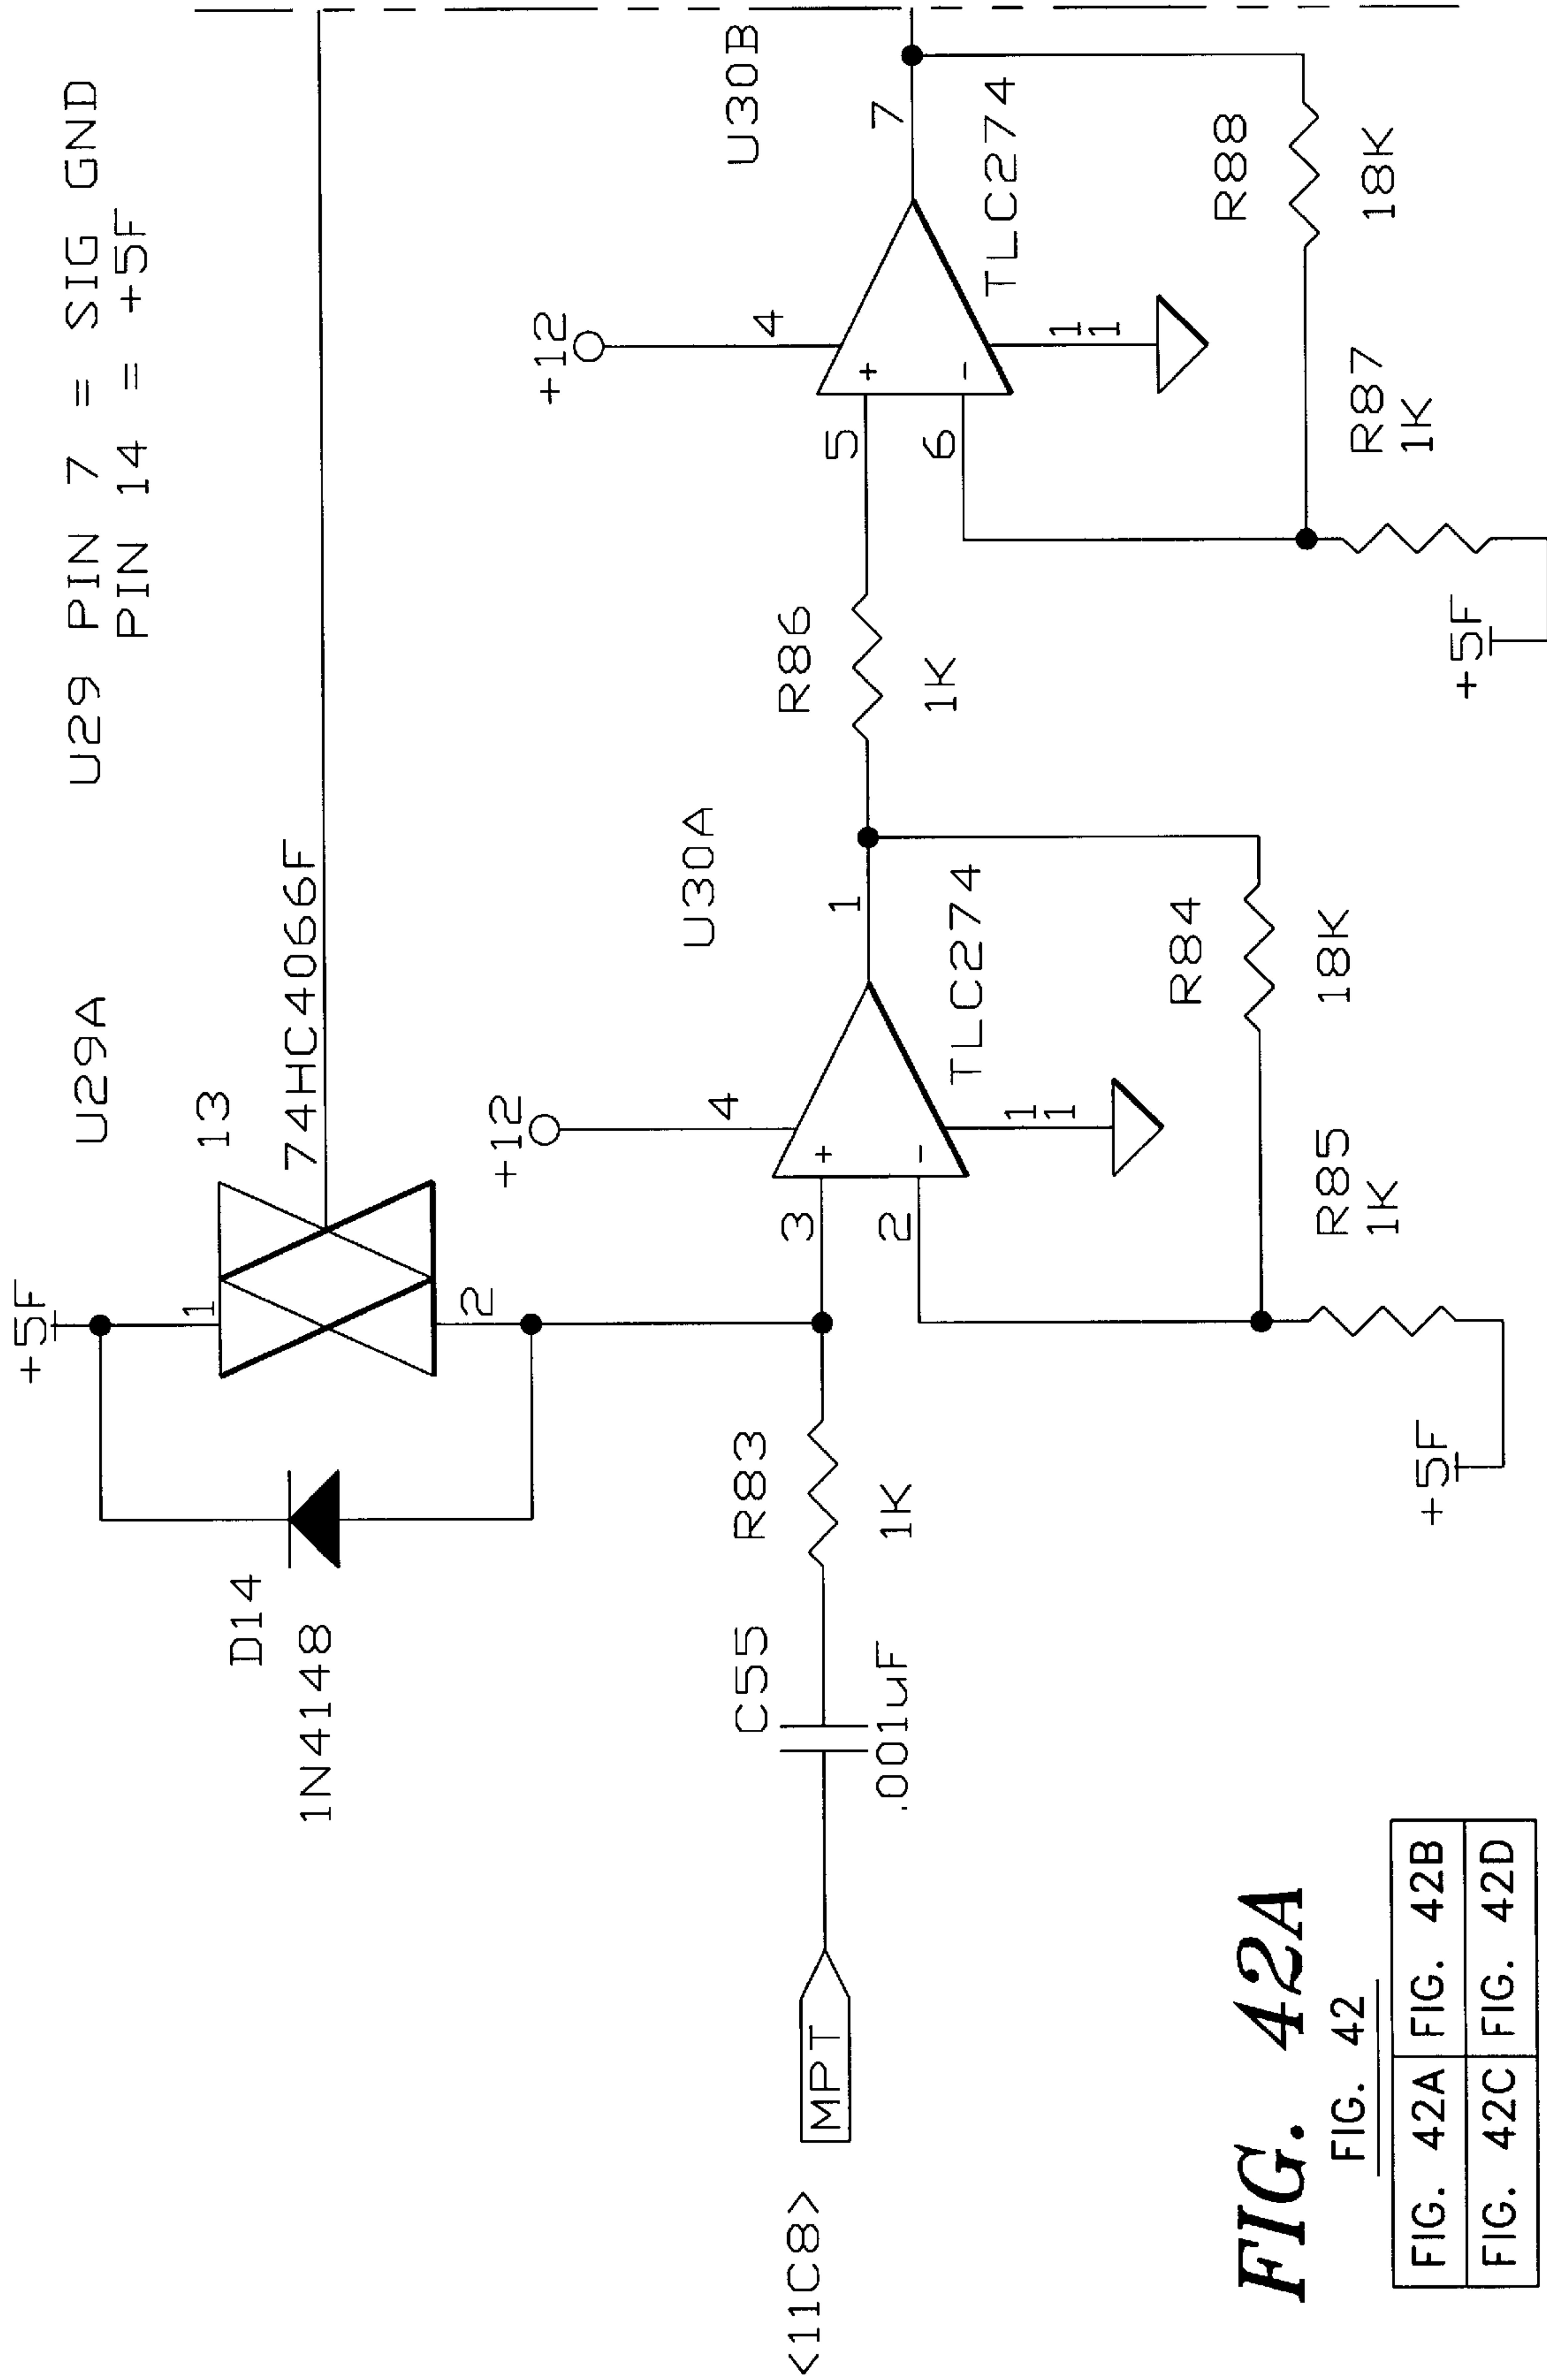 U29 PIN 7 = SIG GND
PIN 14 = +5F
+5F
U29A
1
13
74HC4066F
2
D14
1N4148
+12
4
U30A
3
+
2
-
1
11
TLC274
R84
18K
R85
1K
+5F
<11C8>
MPT
C55
.001uF
R83
1K
R86
1K
+12
4
U30B
5
+
6
-
7
11
TLC274
R88
18K
R87
1K
+5F
FIG. 42A
FIG. 42
FIG. 42A FIG. 42B
FIG. 42C FIG. 42D